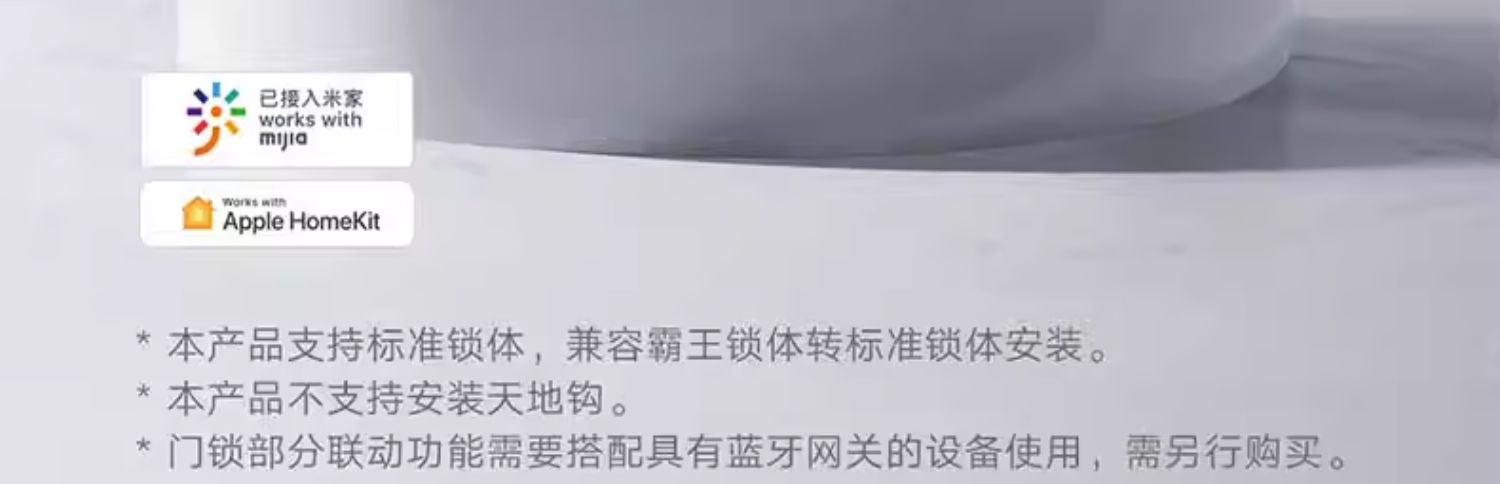 已接入米家
works with
mijia
Works with
Apple HomeKit
* 本产品支持标准锁体，兼容霸王锁体转标准锁体安装。
* 本产品不支持安装天地钩。
* 门锁部分联动功能需要搭配具有蓝牙网关的设备使用，需另行购买。